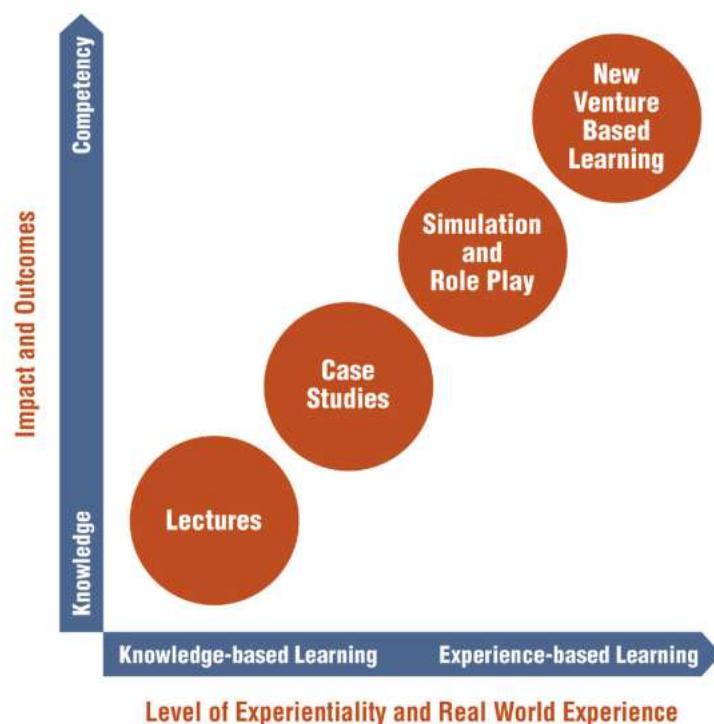 Competency
New
Venture
Based
Learning
Simulation
and
Role Play
Impact and Outcomes
Case
Studies
Lectures
Knowledge
Knowledge-based Learning
Experience-based Learning
Level of Experientiality and Real World Experience